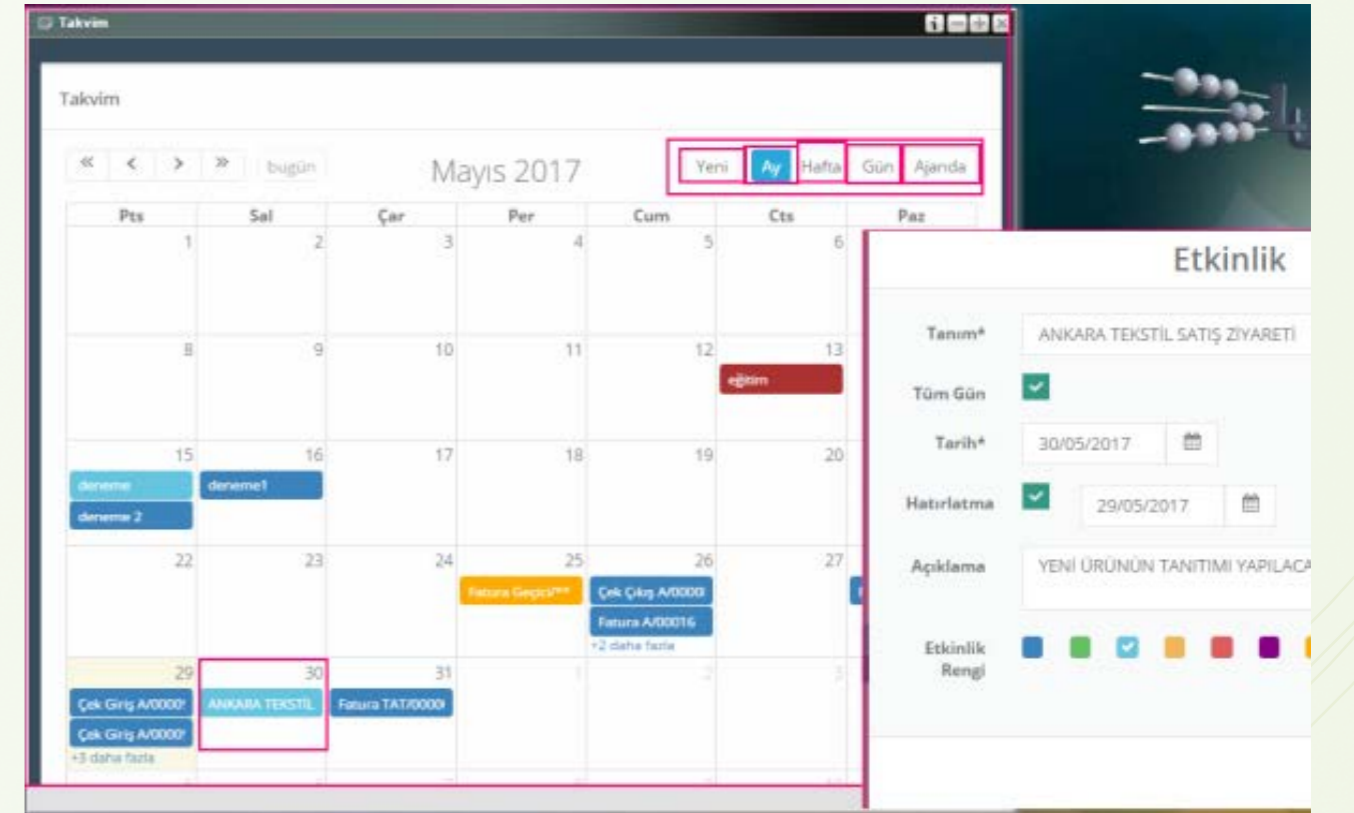 Takvim
Takvim
« < > » bugün
Mayıs 2017
Yeni Ay Hafta Gün Ajanda
Pts Sal Çar Per Cum Cts Paz
1 2 3 4 5 6
8 9 10 11 12 13
eğitim
15 16 17 18 19 20
deneme deneme1
deneme 2
22 23 24 25 26 27
Fatura Geçici/** Çek Çıkış A/0000
Fatura A/00016
+2 daha fazla
29 30 31 1 2 3
Çek Giriş A/0000 ANKARA TEKSTİL Fatura TAT/0000
Çek Giriş A/0000
+3 daha fazla
Etkinlik
Tanım* ANKARA TEKSTİL SATIŞ ZİYARETİ
Tüm Gün
Tarih* 30/05/2017
Hatırlatma 29/05/2017
Açıklama YENİ ÜRÜNÜN TANITIMI YAPILACA
Etkinlik
Rengi